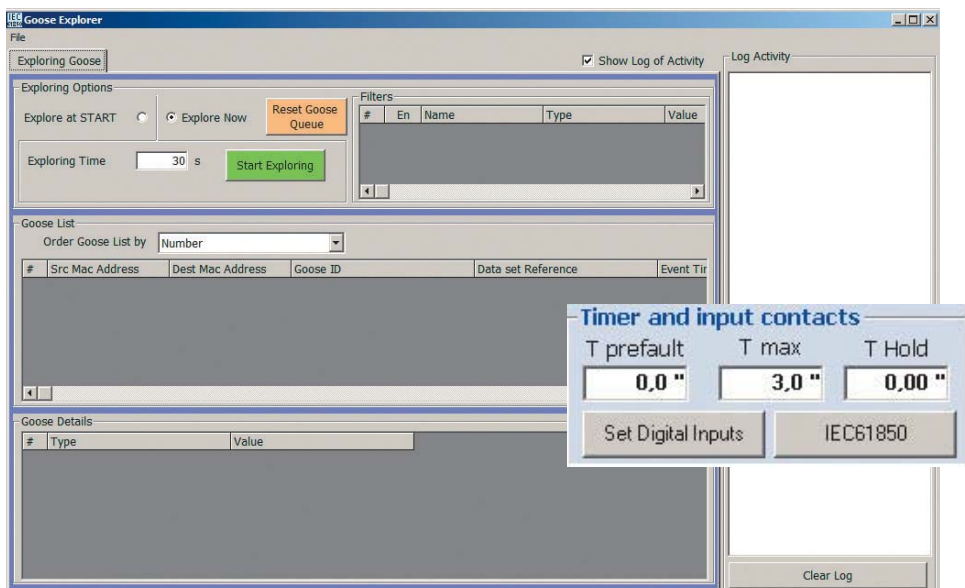 IEC
61850 Goose Explorer
File
Exploring Goose
Show Log of Activity
Log Activity
Exploring Options
Explore at START
Explore Now
Reset Goose
Queue
Exploring Time 30 s
Start Exploring
Filters
# En Name Type Value
Goose List
Order Goose List by Number
# Src Mac Address Dest Mac Address Goose ID Data set Reference Event Tir
Timer and input contacts
T prefault T max T Hold
0,0 " 3,0 " 0,00 "
Set Digital Inputs IEC61850
Goose Details
# Type Value
Clear Log